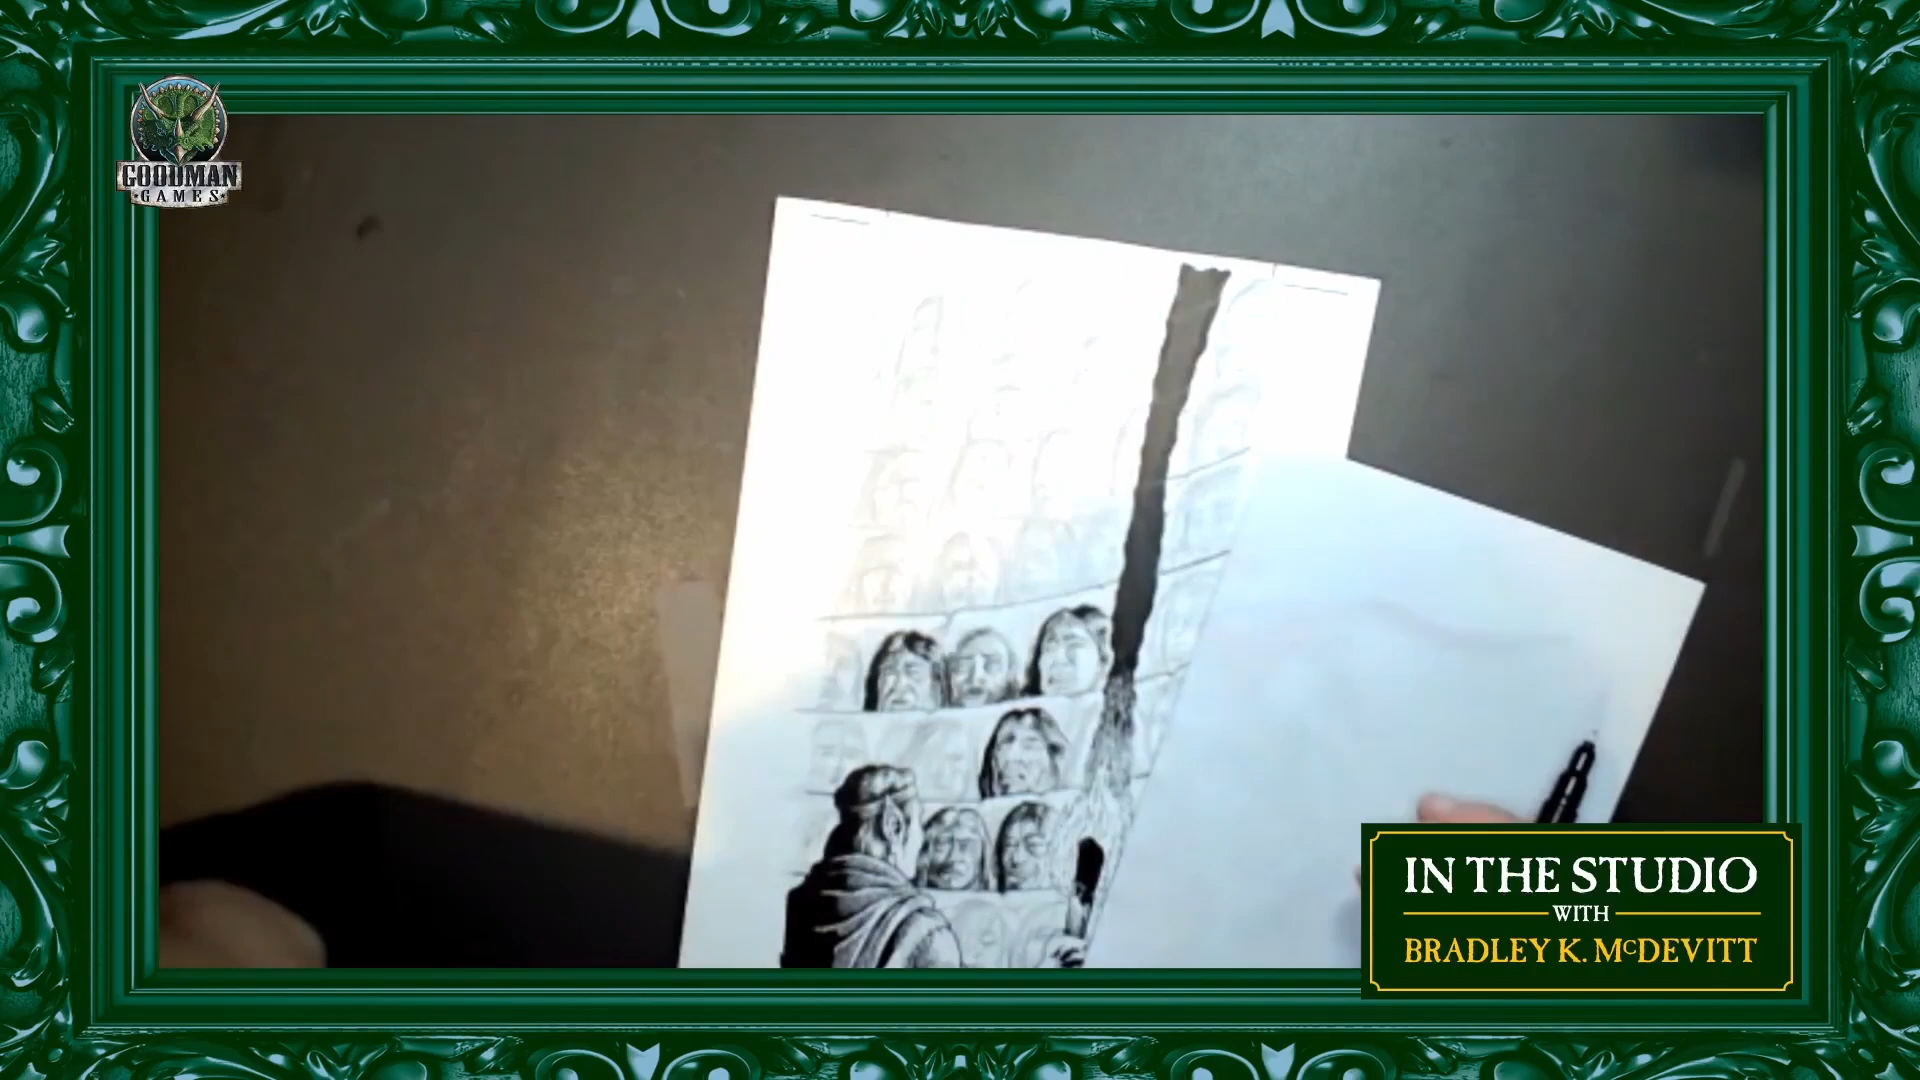 GOODMAN
GAMES
IN THE STUDIO
WITH
BRADLEY K. McDEVITT